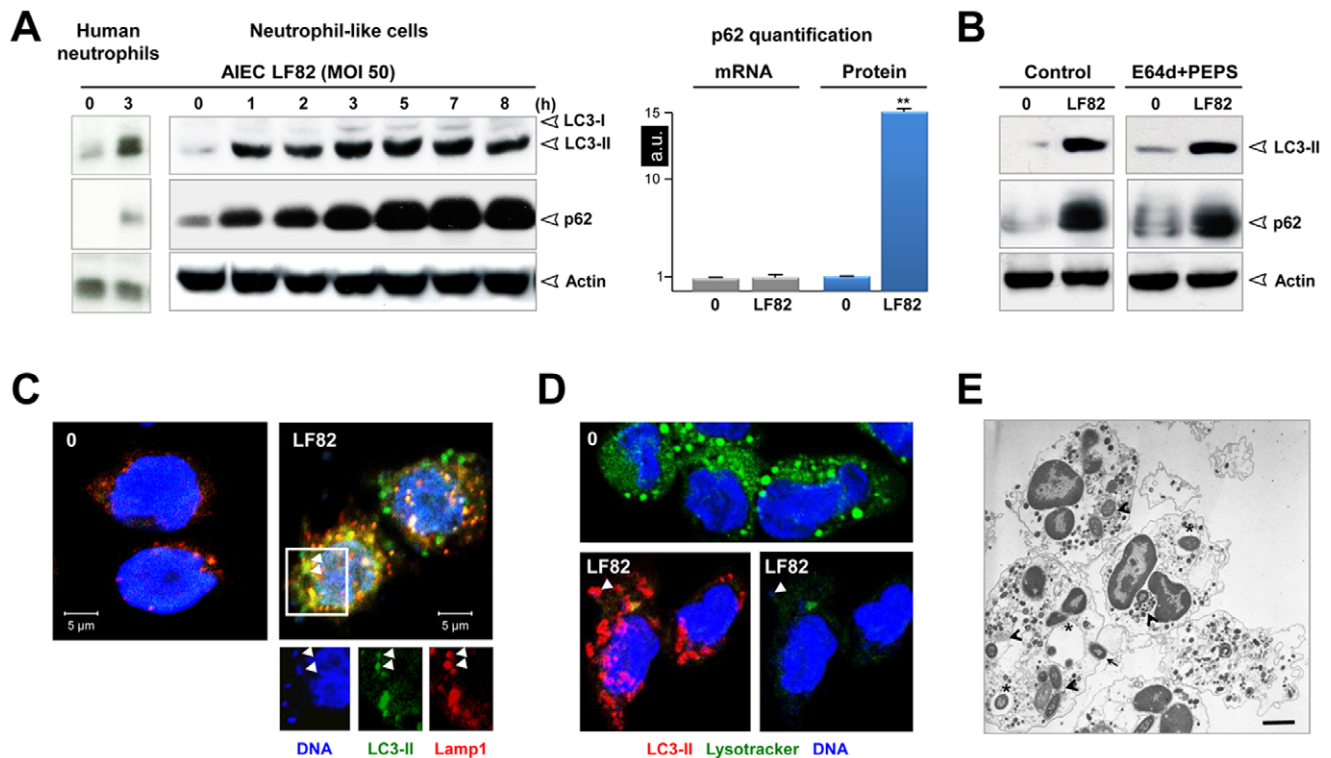 A
Human neutrophils
Neutrophil-like cells
AIEC LF82 (MOI 50)
0 3 0 1 2 3 5 7 8 (h)
LC3-I
LC3-II
p62
Actin
p62 quantification
mRNA Protein
**
15
a.u.
10
1
0 LF82 0 LF82
B
Control E64d+PEPS
0 LF82 0 LF82
LC3-II
p62
Actin
C
0 LF82
5 μm 5 μm
DNA LC3-II Lamp1
D
0
LF82 LF82
LC3-II Lysotracker DNA
E
*
*
*